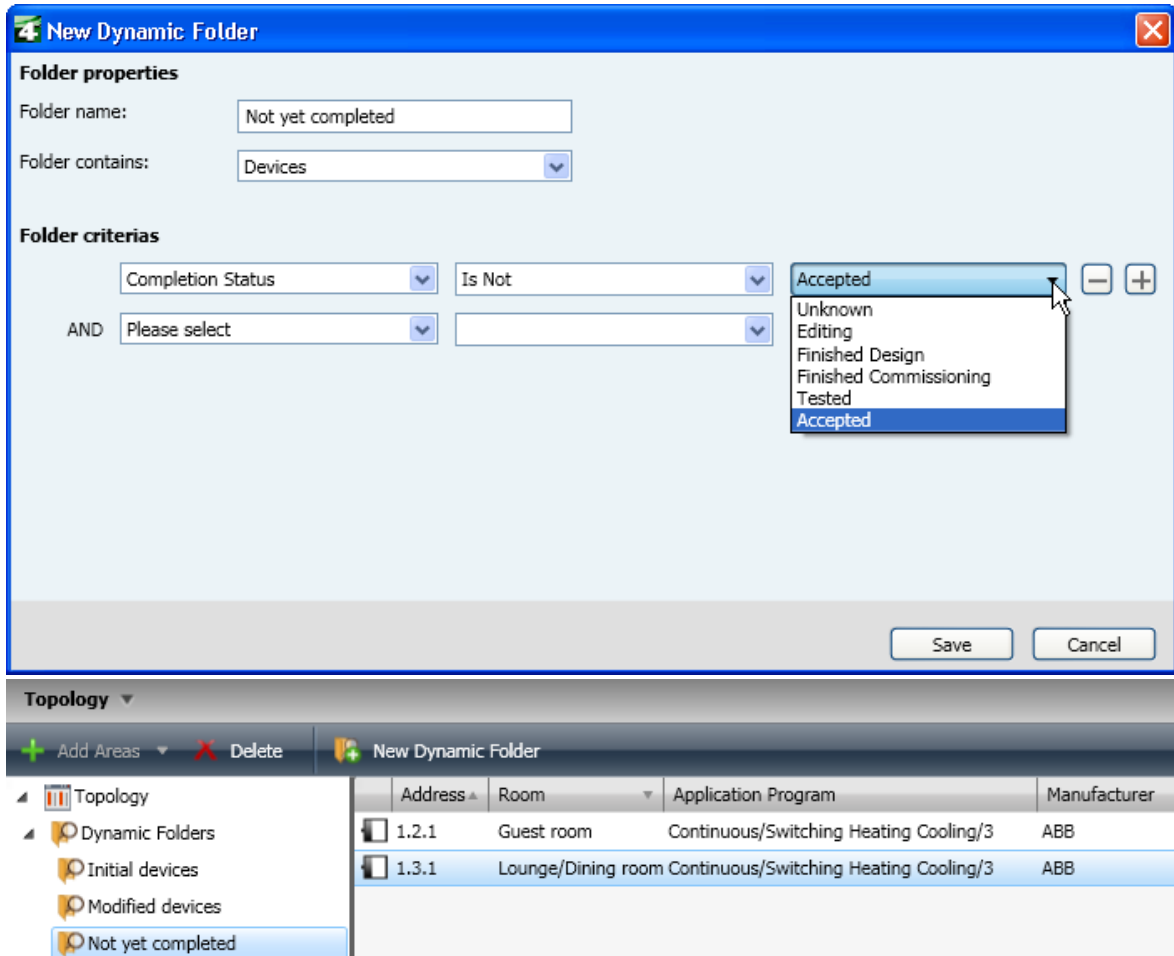 4 New Dynamic Folder
Folder properties
Folder name: Not yet completed
Folder contains: Devices
Folder criterias
Completion Status Is Not Accepted
Unknown
AND Please select
Editing
Finished Design
Finished Commissioning
Tested
Accepted
Save Cancel
Topology
Add Areas Delete New Dynamic Folder
Topology Address Room Application Program Manufacturer
Dynamic Folders 1.2.1 Guest room Continuous/Switching Heating Cooling/3 ABB
Initial devices 1.3.1 Lounge/Dining room Continuous/Switching Heating Cooling/3 ABB
Modified devices
Not yet completed